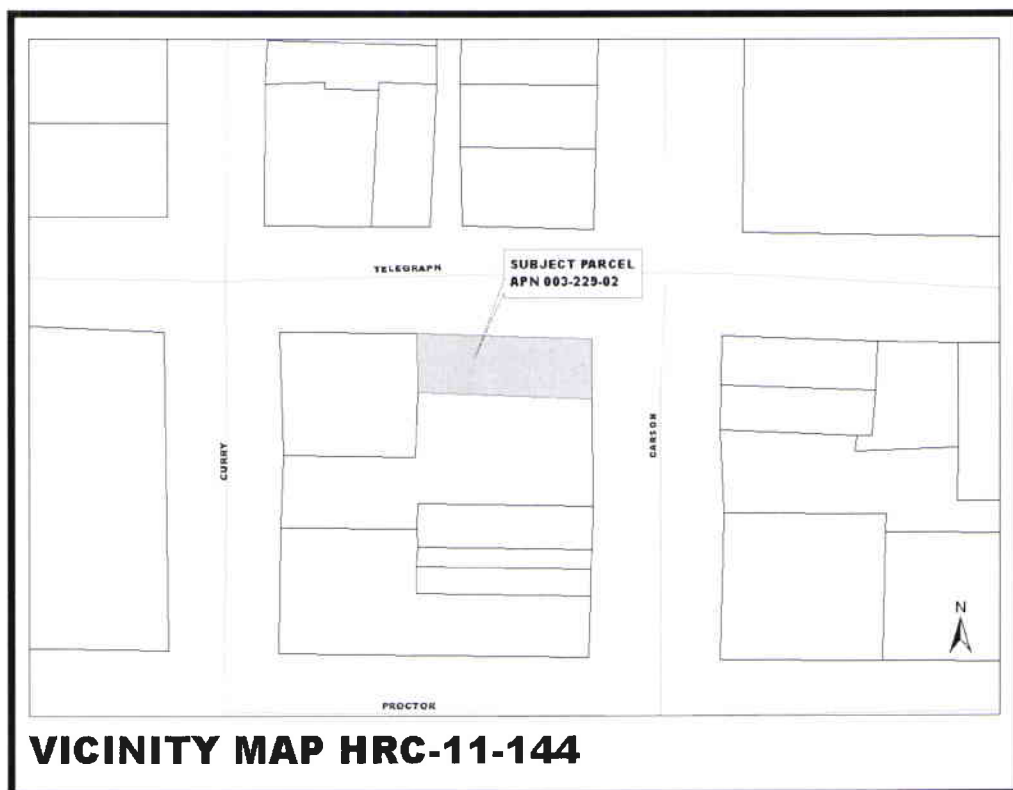 TELEGRAPH
SUBJECT PARCEL
APN 003-229-02
CURRY
CARSON
N
PROCTOR
VICINITY MAP HRC-11-144